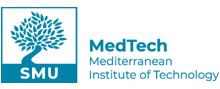 SMU
MedTech
Mediterranean
Institute of Technology